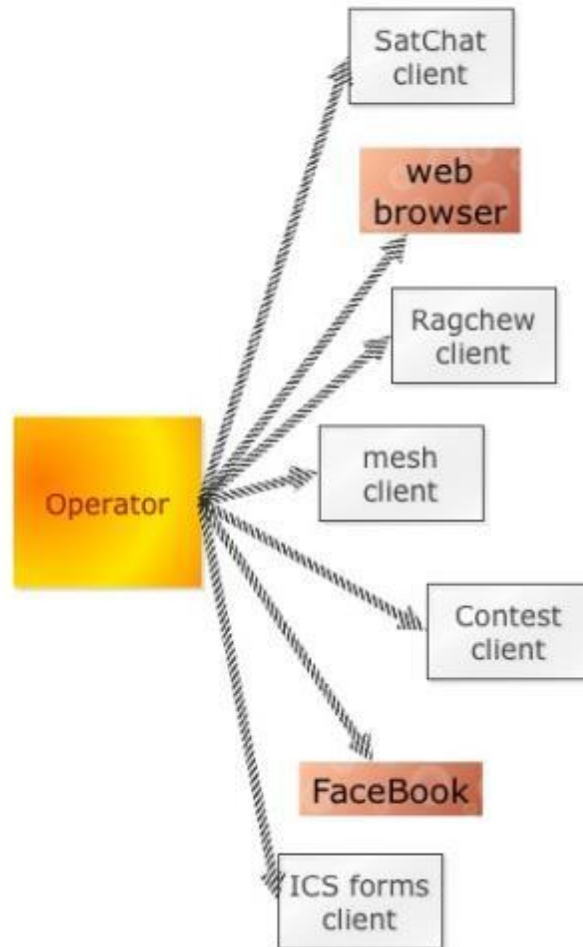 SatChat
client
web
browser
Ragchew
client
mesh
client
Operator
Contest
client
FaceBook
ICS forms
client